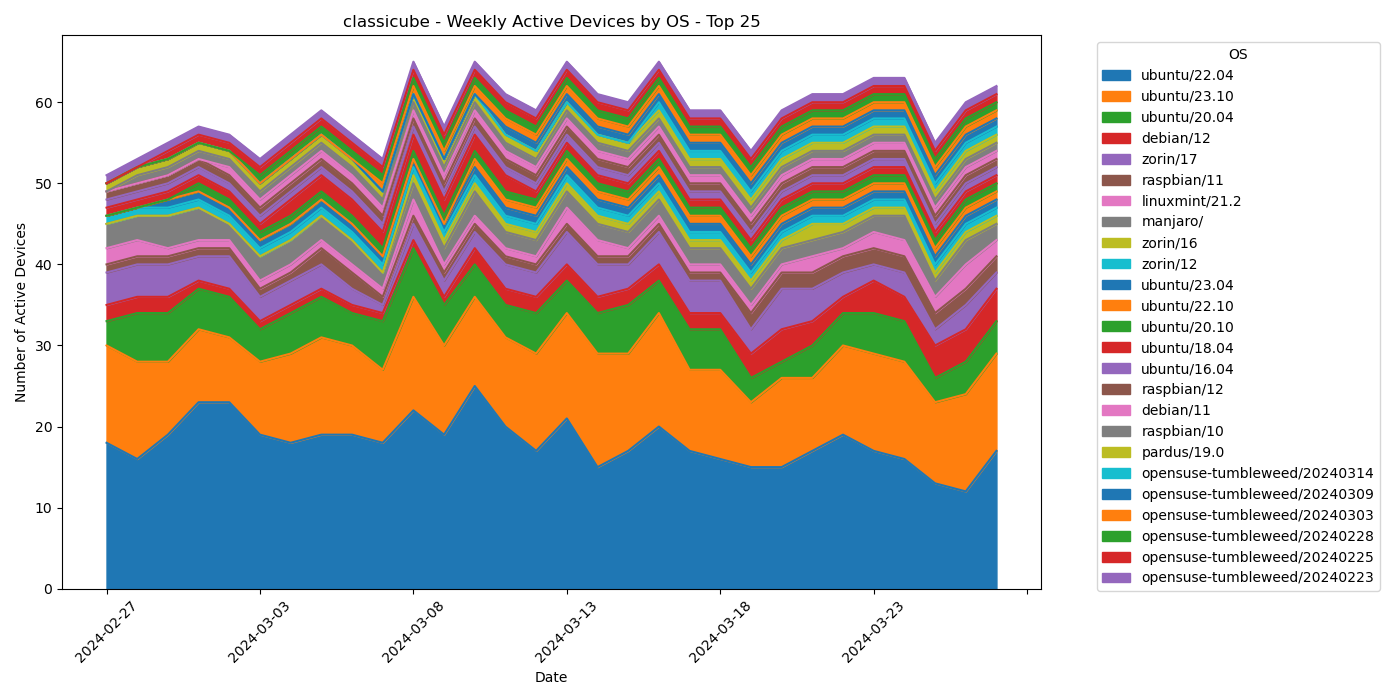 classicube - Weekly Active Devices by OS - Top 25
Number of Active Devices
60
50
40
30
20
10
0
2024-02-27
2024-03-03
2024-03-08
2024-03-13
2024-03-18
2024-03-23
Date
OS
ubuntu/22.04
ubuntu/23.10
ubuntu/20.04
debian/12
zorin/17
raspbian/11
linuxmint/21.2
manjaro/
zorin/16
zorin/12
ubuntu/23.04
ubuntu/22.10
ubuntu/20.10
ubuntu/18.04
ubuntu/16.04
raspbian/12
debian/11
raspbian/10
pardus/19.0
opensuse-tumbleweed/20240314
opensuse-tumbleweed/20240309
opensuse-tumbleweed/20240303
opensuse-tumbleweed/20240228
opensuse-tumbleweed/20240225
opensuse-tumbleweed/20240223